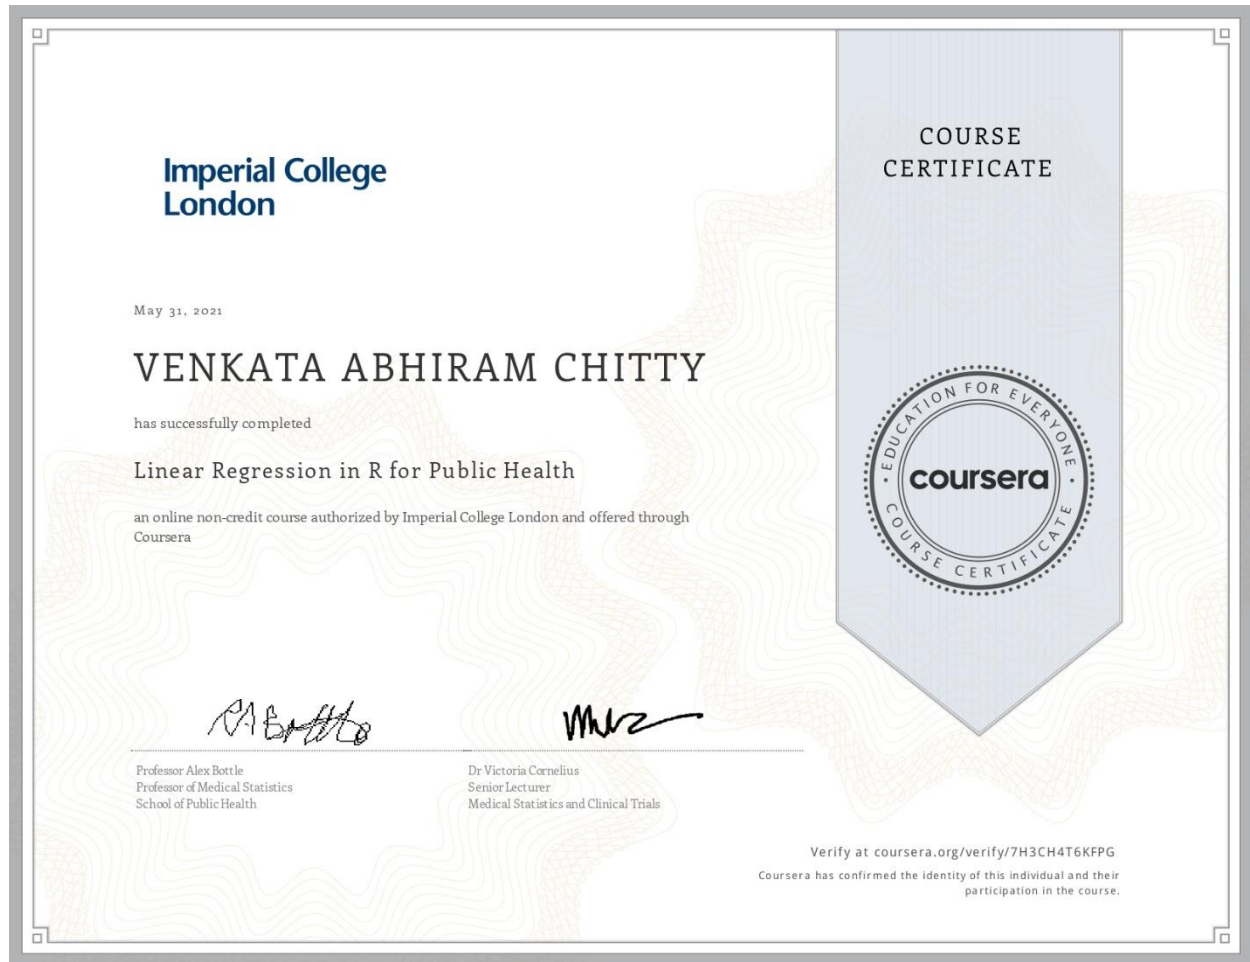 Imperial College
London
COURSE
CERTIFICATE
May 31, 2021
VENKATA ABHIRAM CHITTY
has successfully completed
Linear Regression in R for Public Health
an online non-credit course authorized by Imperial College London and offered through
Coursera
EDUCATION FOR EVERYONE
coursera
COURSE CERTIFICATE
Professor Alex Bottle
Professor of Medical Statistics
School of Public Health
Dr Victoria Cornelius
Senior Lecturer
Medical Statistics and Clinical Trials
Verify at coursera.org/verify/7H3CH4T6KFPG
Coursera has confirmed the identity of this individual and their
participation in the course.